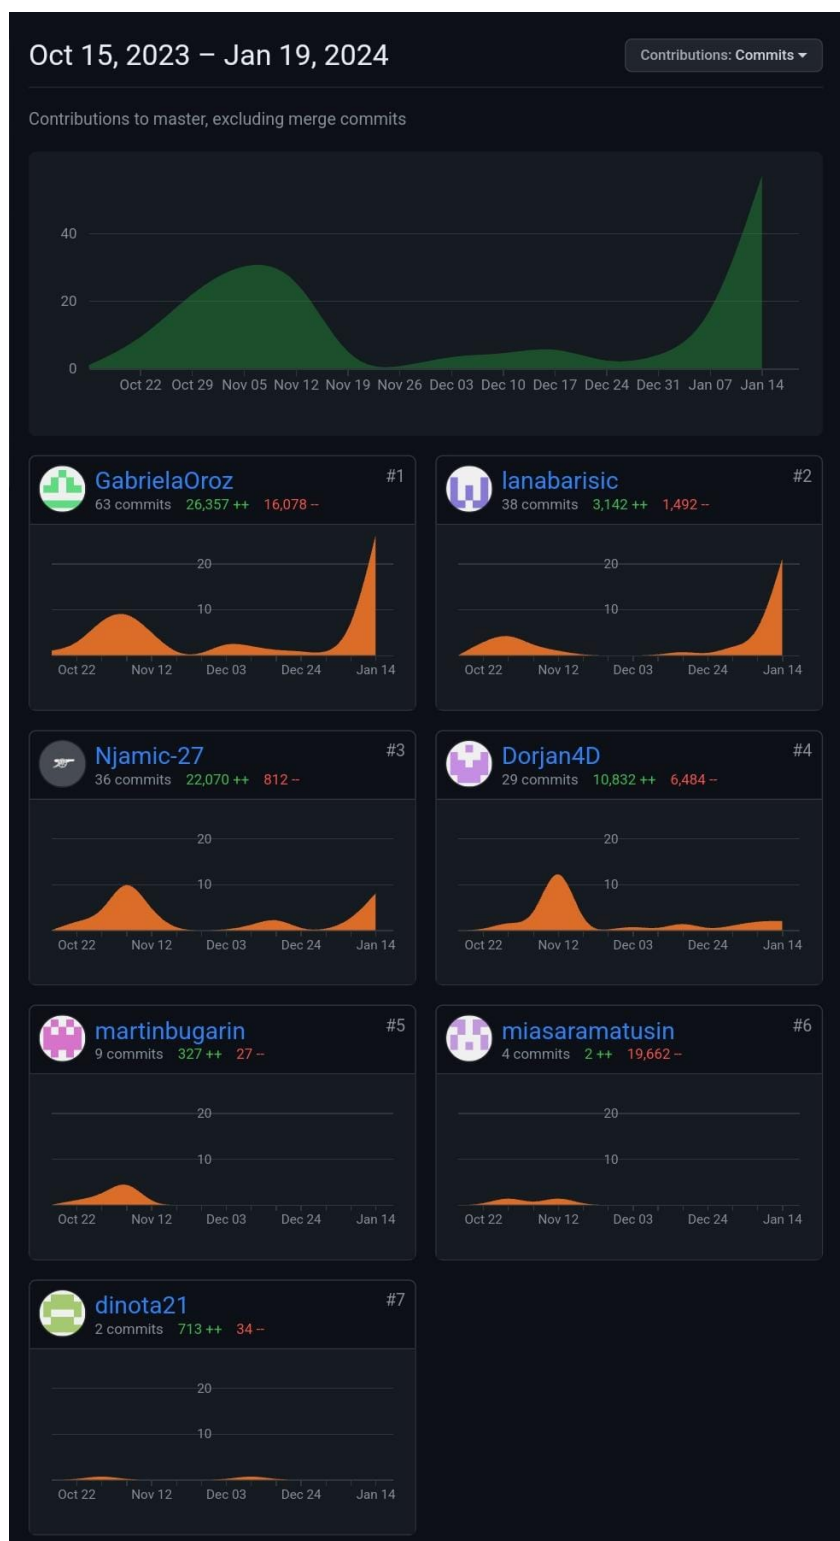 Oct 15, 2023 – Jan 19, 2024
Contributions: Commits
Contributions to master, excluding merge commits
40
20
0
Oct 22 Oct 29 Nov 05 Nov 12 Nov 19 Nov 26 Dec 03 Dec 10 Dec 17 Dec 24 Dec 31 Jan 07 Jan 14
GabrielaOroz #1
63 commits 26,357 ++ 16,078 --
20
10
Oct 22 Nov 12 Dec 03 Dec 24 Jan 14
lanabarisic #2
38 commits 3,142 ++ 1,492 --
20
10
Oct 22 Nov 12 Dec 03 Dec 24 Jan 14
Njamic-27 #3
36 commits 22,070 ++ 812 --
20
10
Oct 22 Nov 12 Dec 03 Dec 24 Jan 14
Dorjan4D #4
29 commits 10,832 ++ 6,484 --
20
10
Oct 22 Nov 12 Dec 03 Dec 24 Jan 14
martinbugarin #5
9 commits 327 ++ 27 --
20
10
Oct 22 Nov 12 Dec 03 Dec 24 Jan 14
miasaramatusin #6
4 commits 2 ++ 19,662 --
20
10
Oct 22 Nov 12 Dec 03 Dec 24 Jan 14
dinota21 #7
2 commits 713 ++ 34 --
20
10
Oct 22 Nov 12 Dec 03 Dec 24 Jan 14